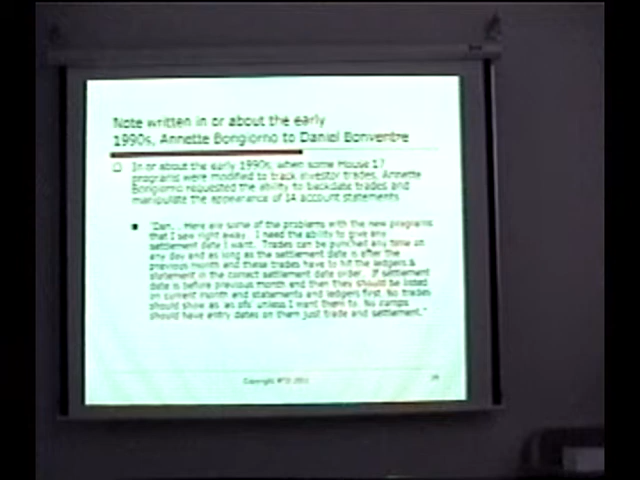 Note written in or about the early
1990s, Annette Bongiorno to Daniel Bonventre
In or about the early 1990s, when some House 17
programs were modified to track investor trades, Annette
Bongiorno requested the ability to backdate trades and
manipulate the appearance of IA account statements
"Dan... Here are some of the problems with the new programs
that I saw right away. I need the ability to give any
settlement date I want. Trades can be punched any time on
any day and as long as the settlement date is after the
previous month end these trades have to hit the ledgers &
statement in the correct settlement date order. If settlement
date is before previous month end then they should be listed
on current month end statements and ledgers first. No trades
should show as 'as ofs' unless I want them to. No
should have entry dates on them just trade and settlement."
Copyright 2011